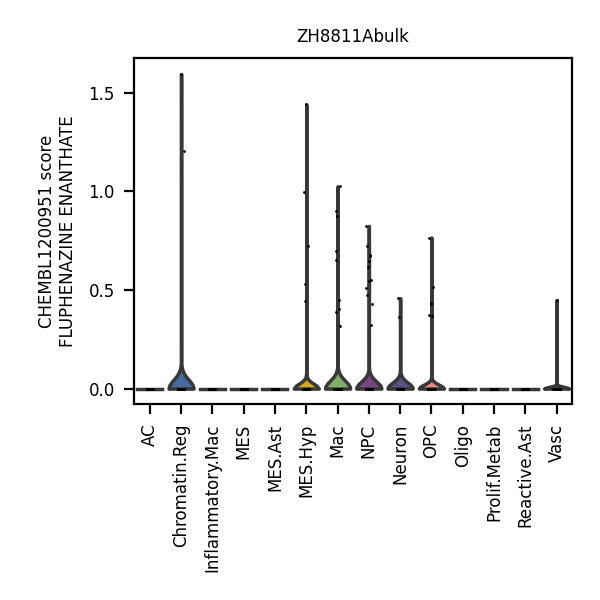 ZH8811Abulk
CHEMBL1200951 score
FLUPHENAZINE ENANTHATE
1.5
1.0
0.5
0.0
AC
Chromatin.Reg
Inflammatory.Mac
MES
MES.Ast
MES.Hyp
Mac
NPC
Neuron
OPC
Oligo
Prolif.Metab
Reactive.Ast
Vasc